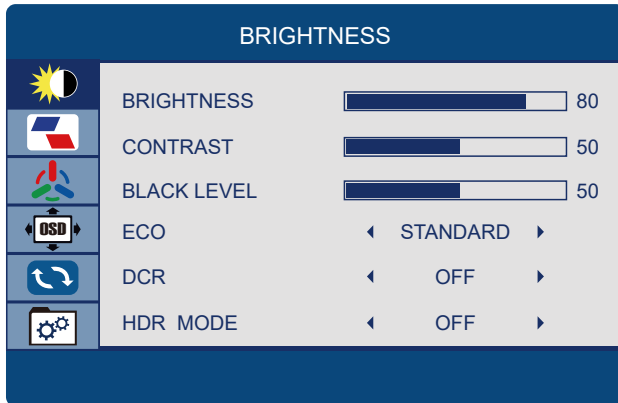 BRIGHTNESS
BRIGHTNESS 80
CONTRAST 50
BLACK LEVEL 50
ECO STANDARD
OSD
DCR OFF
HDR MODE OFF